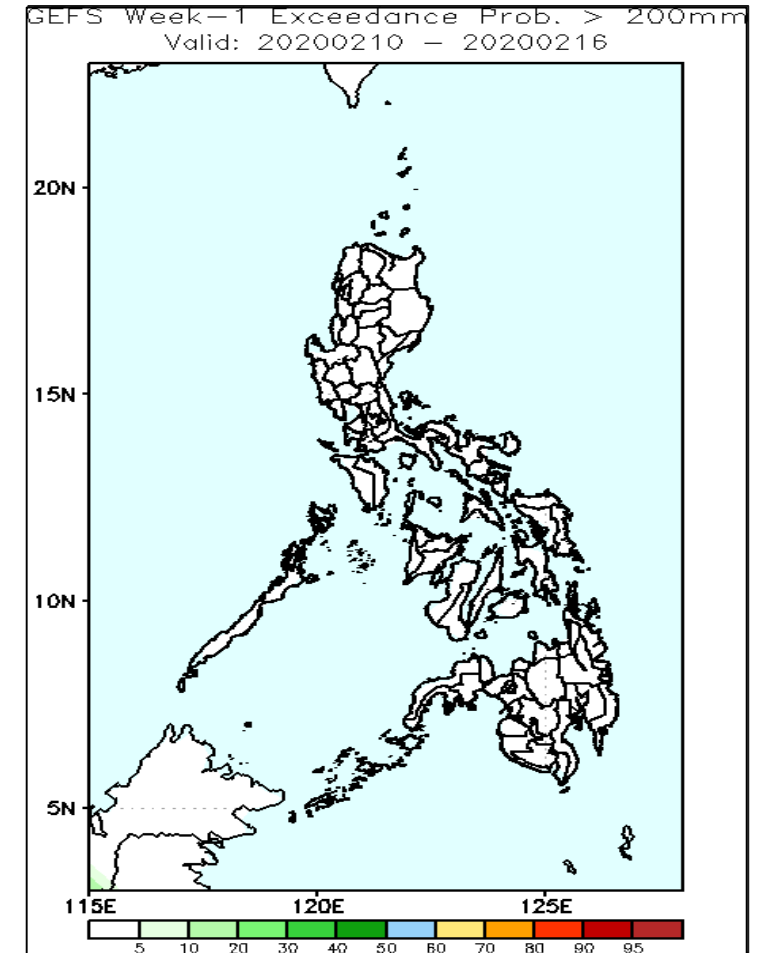 GEFS Week-1 Exceedance Prob. > 200mm
Valid: 20200210 - 20200216
20N
15N
10N
5N
115E 120E 125E
5 10 20 30 40 50 60 70 80 90 95